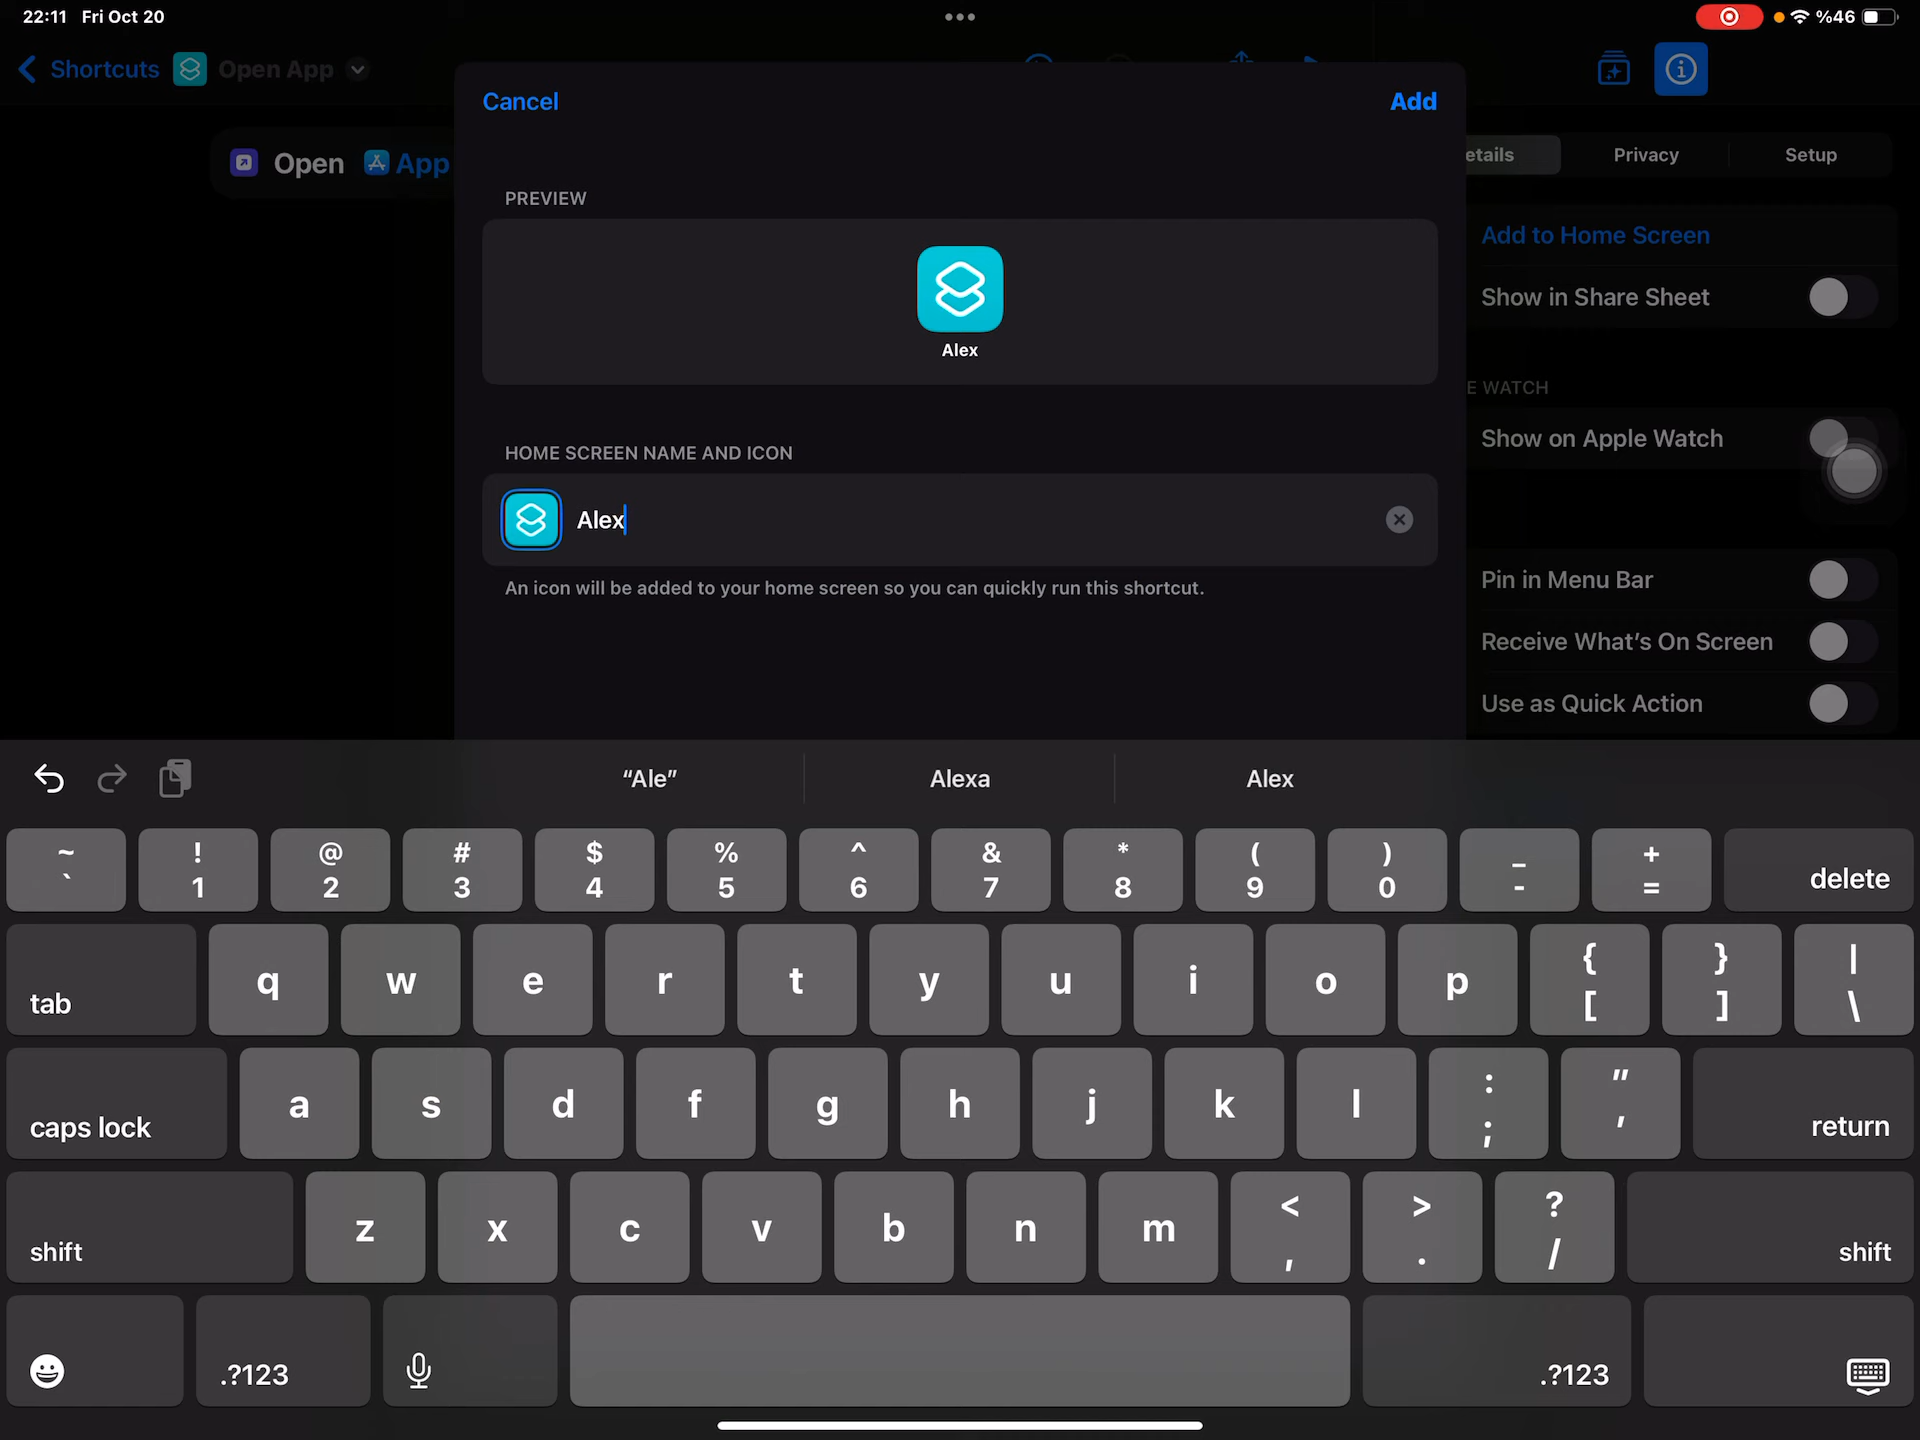 22:11 Fri Oct 20
%46
Shortcuts Open App
Cancel
Add
Open App
etails
Privacy
Setup
PREVIEW
Alex
Add to Home Screen
Show in Share Sheet
E WATCH
Show on Apple Watch
HOME SCREEN NAME AND ICON
Alex
An icon will be added to your home screen so you can quickly run this shortcut.
Pin in Menu Bar
Receive What's On Screen
Use as Quick Action
“Ale” Alexa Alex
~ ! @ # $ % ^ & * ( ) _ +
` 1 2 3 4 5 6 7 8 9 0 - = delete
tab q w e r t y u i o p { [ } ] | \
caps lock a s d f g h j k l : ; " ' return
shift z x c v b n m < , > . ? / shift
.?123 .?123